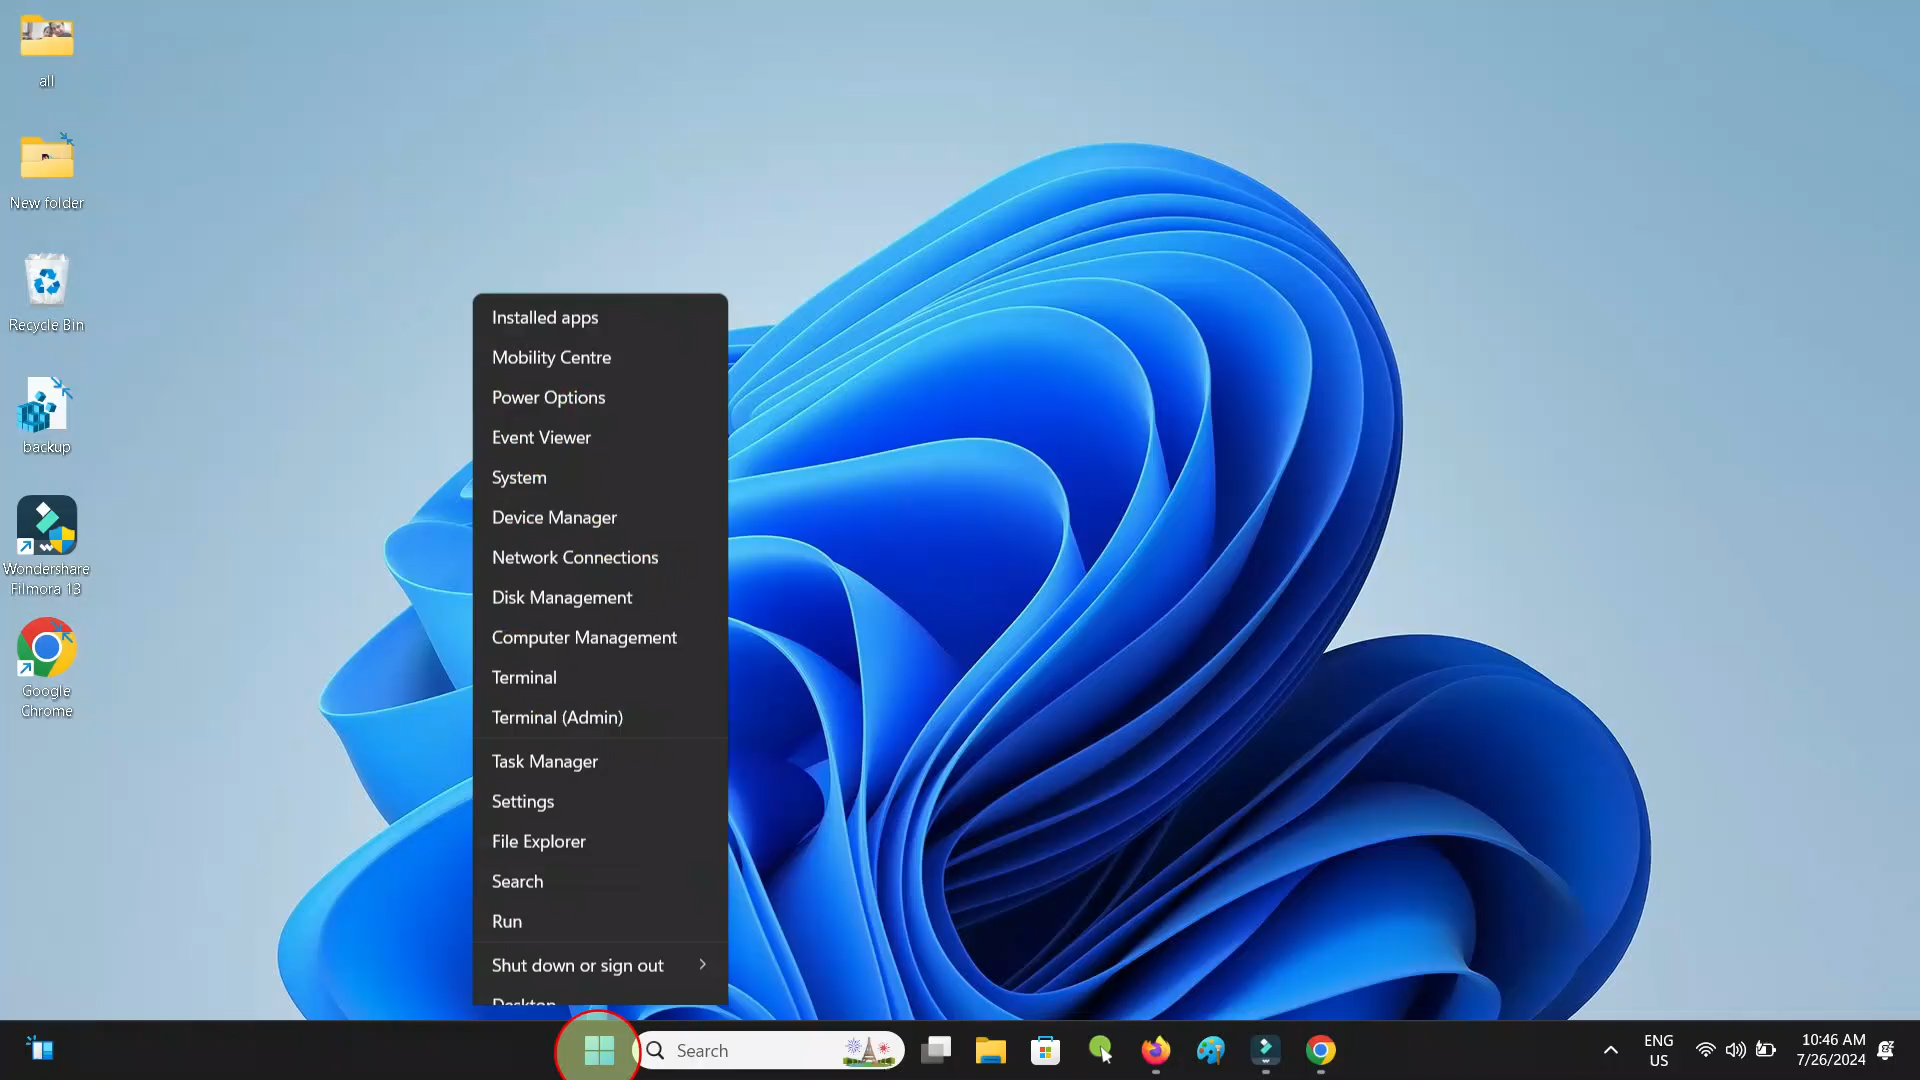 all
New folder
Recycle Bin
backup
Wondershare
Filmora 13
Google
Chrome
Installed apps
Mobility Centre
Power Options
Event Viewer
System
Device Manager
Network Connections
Disk Management
Computer Management
Terminal
Terminal (Admin)
Task Manager
Settings
File Explorer
Search
Run
Shut down or sign out
Desktop
Search
ENG
US
10:46 AM
7/26/2024